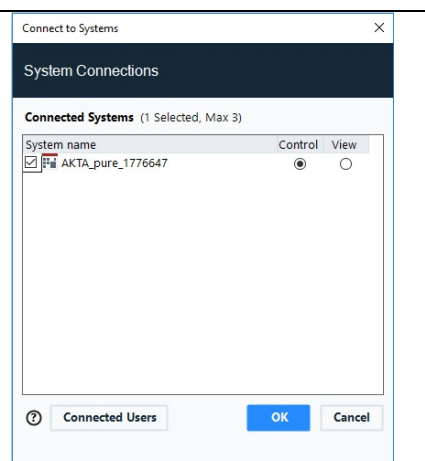 Connect to Systems
System Connections
Connected Systems (1 Selected, Max 3)
System name Control View
AKTA_pure_1776647
? Connected Users OK Cancel